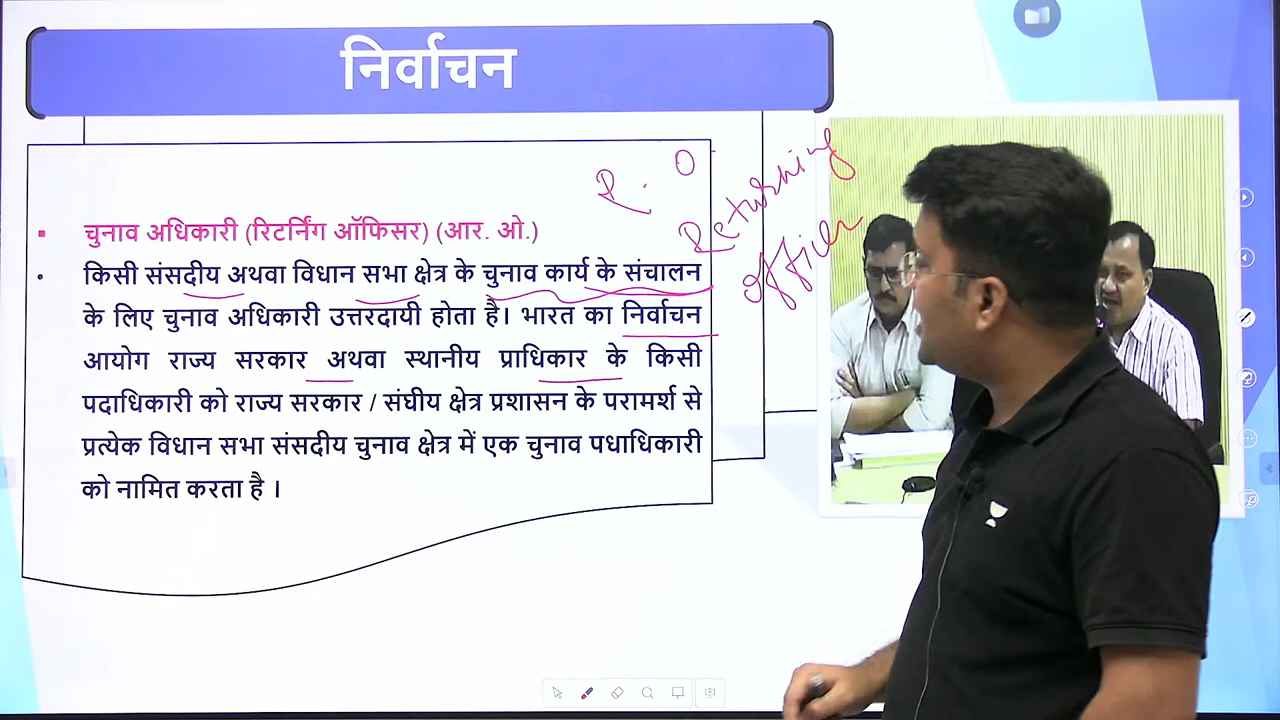 निर्वाचन
R. O
Returning
officer
चुनाव अधिकारी (रिटर्निंग ऑफिसर) (आर. ओ.)
किसी संसदीय अथवा विधान सभा क्षेत्र के चुनाव कार्य के संचालन
के लिए चुनाव अधिकारी उत्तरदायी होता है। भारत का निर्वाचन
आयोग राज्य सरकार अथवा स्थानीय प्राधिकार के किसी
पदाधिकारी को राज्य सरकार / संघीय क्षेत्र प्रशासन के परामर्श से
प्रत्येक विधान सभा संसदीय चुनाव क्षेत्र में एक चुनाव पधाधिकारी
को नामित करता है ।